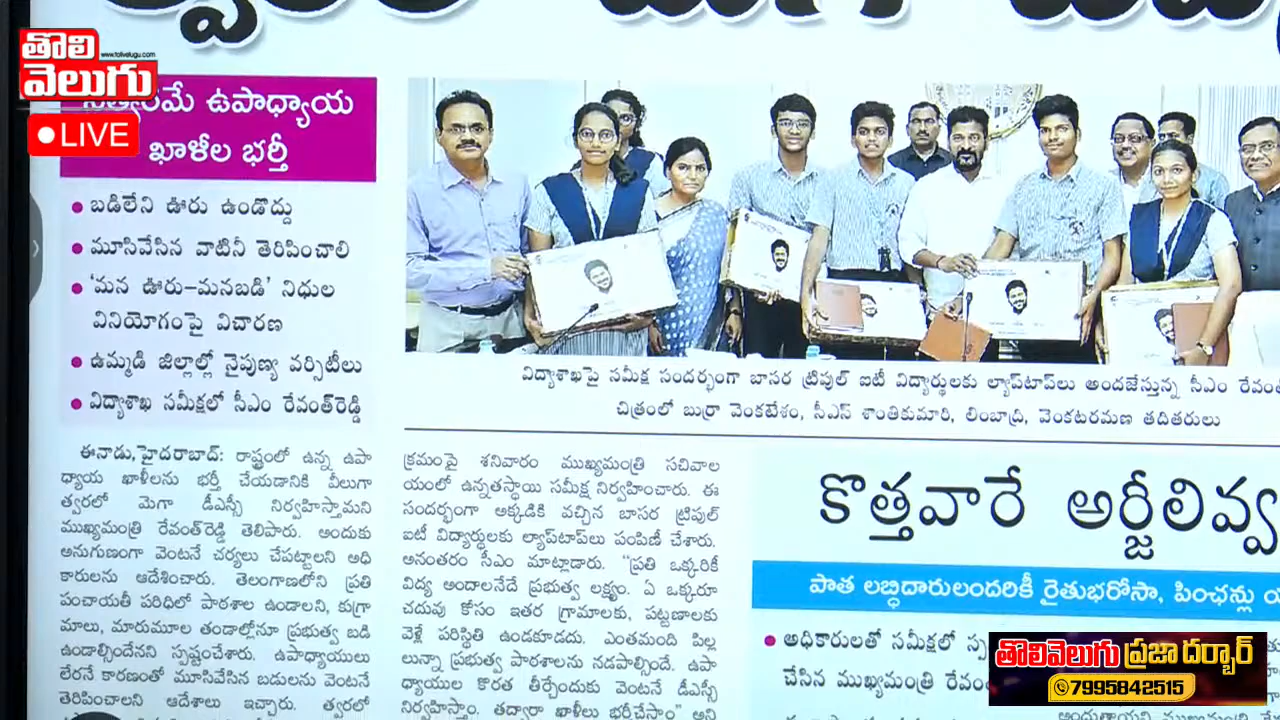 తొలి
www.tolivelugu.com
వెలుగు
LIVE
సత్వరమే ఉపాధ్యాయ
ఖాళీల భర్తీ
• బడిలేని ఊరు ఉండొద్దు
• మూసివేసిన వాటినీ తెరిపించాలి
• ‘మన ఊరు–మనబడి’ నిధుల
వినియోగంపై విచారణ
• ఉమ్మడి జిల్లాల్లో నైపుణ్య వర్సిటీలు
• విద్యాశాఖ సమీక్షలో సీఎం రేవంత్‌రెడ్డి
విద్యాశాఖపై సమీక్ష సందర్భంగా బాసర ట్రిపుల్ ఐటీ విద్యార్థులకు ల్యాప్‌టాప్‌లు అందజేస్తున్న సీఎం
చిత్రంలో బుర్రా వెంకటేశం, సీఎస్ శాంతికుమారి, లింబాద్రి, వెంకటరమణ తదితరులు
ఈనాడు,హైదరాబాద్: రాష్ట్రంలో ఉన్న ఉపా
ధ్యాయ ఖాళీలను భర్తీ చేయడానికి వీలుగా
త్వరలో మెగా డీఎస్సీ నిర్వహిస్తామని
ముఖ్యమంత్రి రేవంత్‌రెడ్డి తెలిపారు. అందుకు
అనుగుణంగా వెంటనే చర్యలు చేపట్టాలని అధి
కారులను ఆదేశించారు. తెలంగాణలోని ప్రతి
పంచాయతీ పరిధిలో పాఠశాల ఉండాలని, కుగ్రా
మాలు, మారుమూల తండాల్లోనూ ప్రభుత్వ బడి
ఉండాల్సిందేనని స్పష్టంచేశారు. ఉపాధ్యాయులు
లేరనే కారణంతో మూసివేసిన బడులను వెంటనే
తెరిపించాలని ఆదేశాలు ఇచ్చారు. త్వరలో
క్రమంపై శనివారం ముఖ్యమంత్రి సచివాల
యంలో ఉన్నతస్థాయి సమీక్ష నిర్వహించారు. ఈ
సందర్భంగా అక్కడికి వచ్చిన బాసర ట్రిపుల్
ఐటీ విద్యార్థులకు ల్యాప్‌టాప్‌లు పంపిణీ చేశారు.
అనంతరం సీఎం మాట్లాడారు. ‘‘ప్రతి ఒక్కరికీ
విద్య అందాలనేదే ప్రభుత్వ లక్ష్యం. ఏ ఒక్కరూ
చదువు కోసం ఇతర గ్రామాలకు, పట్టణాలకు
వెళ్లే పరిస్థితి ఉండకూడదు. ఎంతమంది పిల్ల
లున్నా ప్రభుత్వ పాఠశాలను నడపాల్సిందే. ఉపా
ధ్యాయుల కొరత తీర్చేందుకు వెంటనే డీఎస్సీ
నిర్వహిస్తాం. తద్వారా ఖాళీలు భర్తీచేస్తాం’’ అని
కొత్తవారే అర్జీలివ్వ
పాత లబ్ధిదారులందరికీ రైతుభరోసా, పింఛన్లు
• అధికారులతో సమీక్షలో
చేసిన ముఖ్యమంత్రి
తొలివెలుగు ప్రజా దర్బార్
7995842515